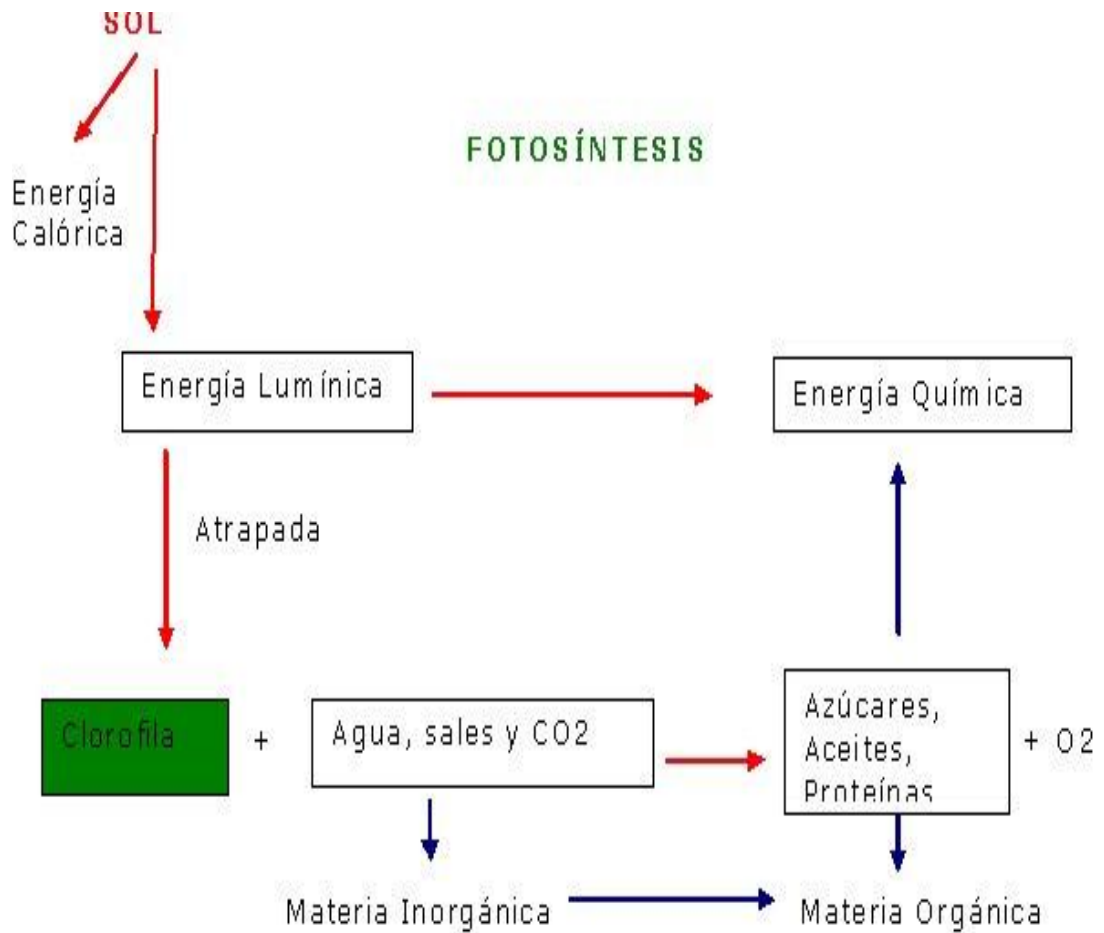 SOL
FOTOSÍNTESIS
Energía
Calórica
Energía Lumínica
Energía Química
Atrapada
Clorofila
+
Agua, sales y CO2
Azúcares,
Aceites,
Proteínas
+ O2
Materia Inorgánica
Materia Orgánica